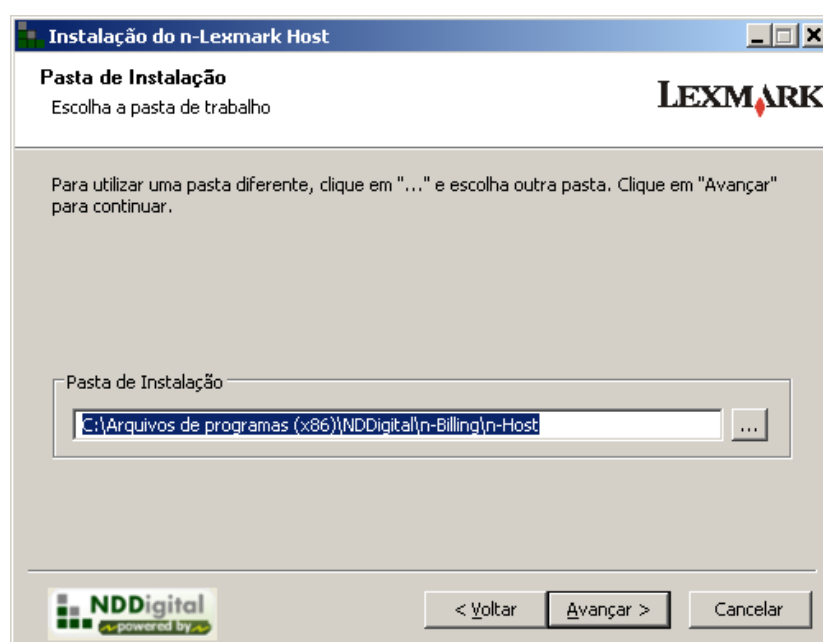 Instalação do n-Lexmark Host
Pasta de Instalação
Escolha a pasta de trabalho
LEXMARK
Para utilizar uma pasta diferente, clique em "..." e escolha outra pasta. Clique em "Avançar"
para continuar.
Pasta de Instalação
C:\Arquivos de programas (x86)\NDDigital\n-Billing\n-Host
...
NDDigital
powered by
< Voltar
Avançar >
Cancelar